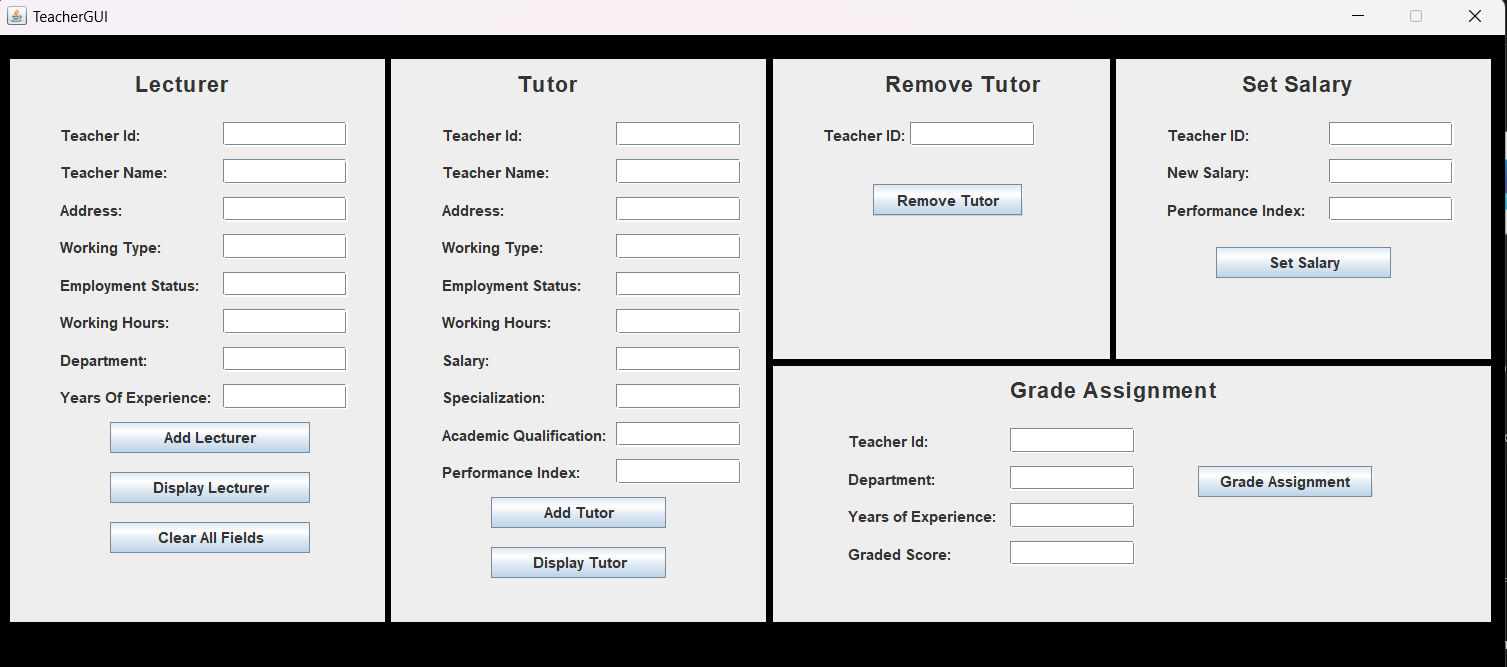 TeacherGUI
Lecturer
Teacher Id:
Teacher Name:
Address:
Working Type:
Employment Status:
Working Hours:
Department:
Years Of Experience:
Add Lecturer
Display Lecturer
Clear All Fields
Tutor
Teacher Id:
Teacher Name:
Address:
Working Type:
Employment Status:
Working Hours:
Salary:
Specialization:
Academic Qualification:
Performance Index:
Add Tutor
Display Tutor
Remove Tutor
Teacher ID:
Remove Tutor
Set Salary
Teacher ID:
New Salary:
Performance Index:
Set Salary
Grade Assignment
Teacher Id:
Department:
Years of Experience:
Graded Score:
Grade Assignment